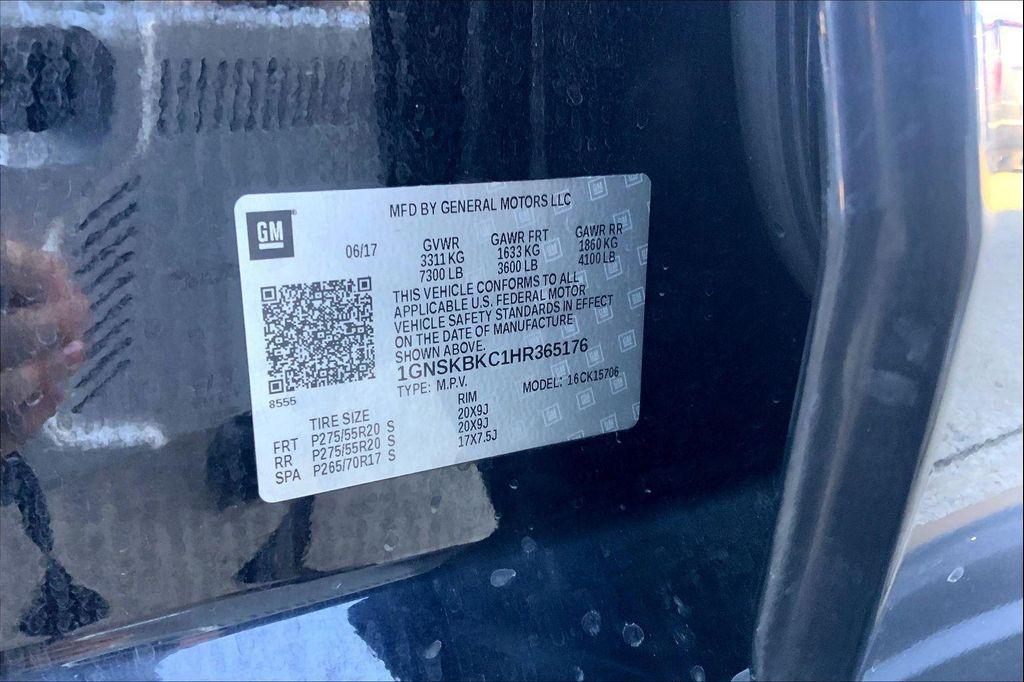 MFD BY GENERAL MOTORS LLC
GM
06/17
GVWR GAWR FRT GAWR RR
3311 KG 1633 KG 1860 KG
7300 LB 3600 LB 4100 LB
THIS VEHICLE CONFORMS TO ALL
APPLICABLE U.S. FEDERAL MOTOR
VEHICLE SAFETY STANDARDS IN EFFECT
ON THE DATE OF MANUFACTURE
SHOWN ABOVE.
1GNSKBKC1HR365176
TYPE: M.P.V. MODEL: 16CK15706
8555
TIRE SIZE RIM
FRT P275/55R20 S 20X9J
RR P275/55R20 S 20X9J
SPA P265/70R17 S 17X7.5J